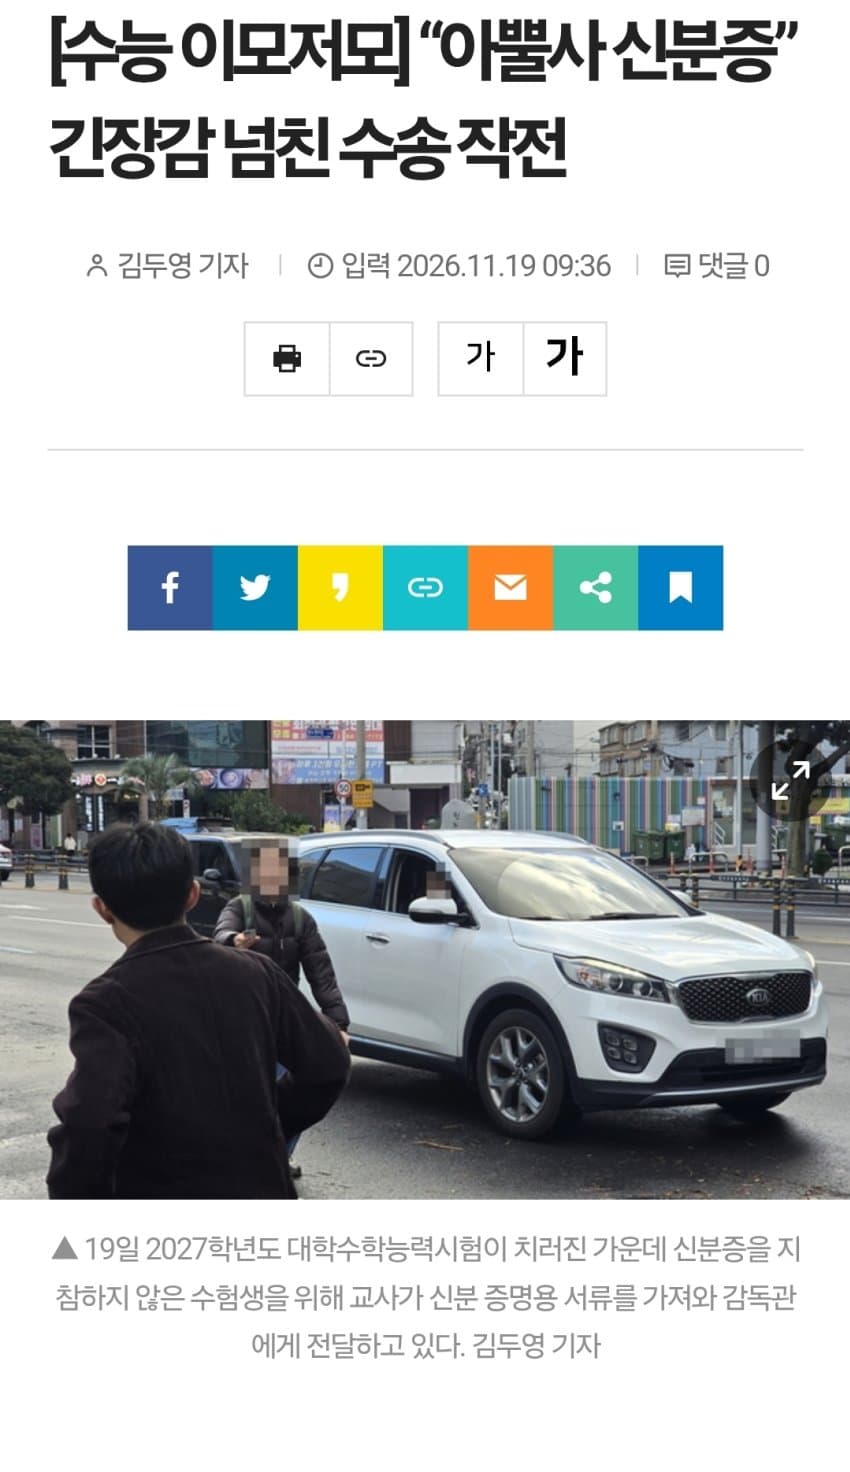 [수능 이모저모] “아뿔사 신분증”
긴장감 넘친 수송 작전
김두영 기자
입력 2026.11.19 09:36
댓글 0
가
가
50
KIA
▲ 19일 2027학년도 대학수학능력시험이 치러진 가운데 신분증을 지
참하지 않은 수험생을 위해 교사가 신분 증명용 서류를 가져와 감독관
에게 전달하고 있다. 김두영 기자